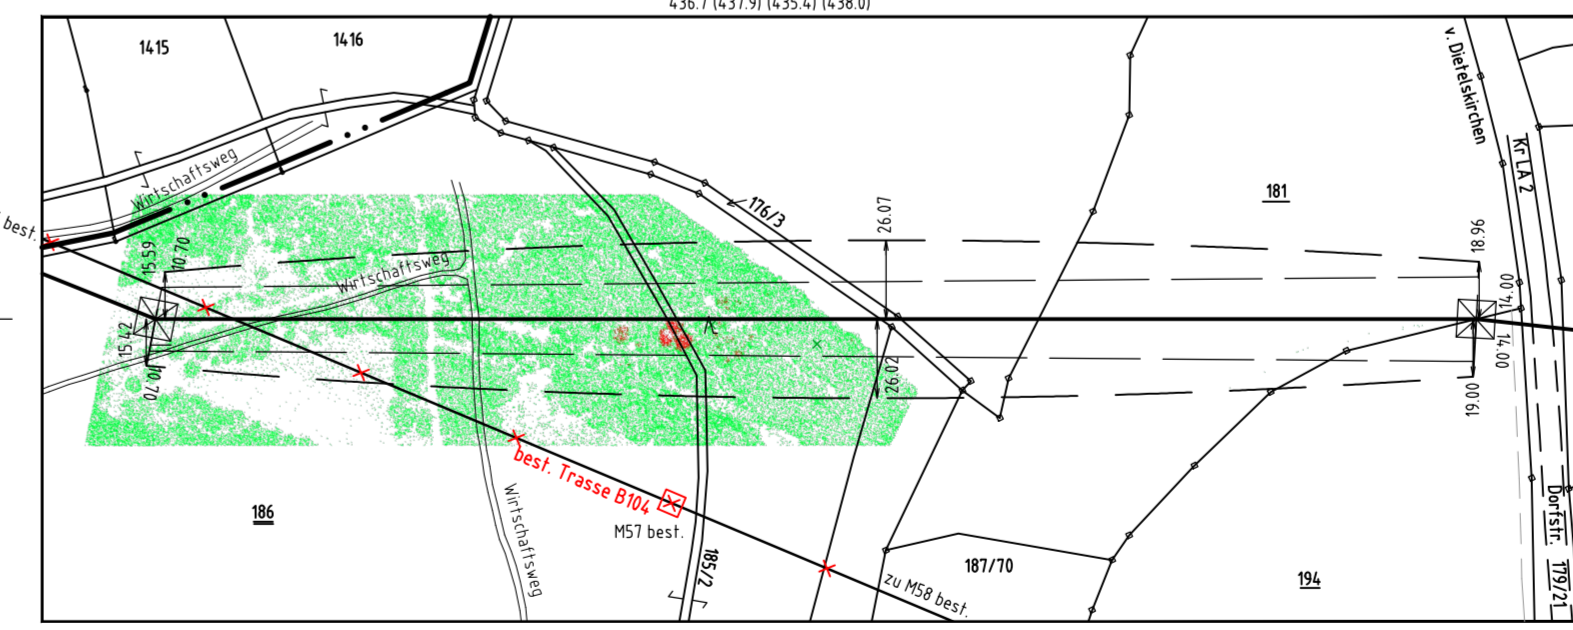 436.7 (437.9) (435.4) (438.0)
1415
1416
v. Dietelskirchen
Kr LA 2
Wirtschaftsweg
176/3
181
best.
15.59
10.70
Wirtschaftsweg
26.07
18.96
14.00
15.42
10.70
26.02
14.00
19.00
best. Trasse B104
M57 best.
186
Wirtschaftsweg
185/2
zu M58 best.
187/70
194
Dorfstr.
179/21